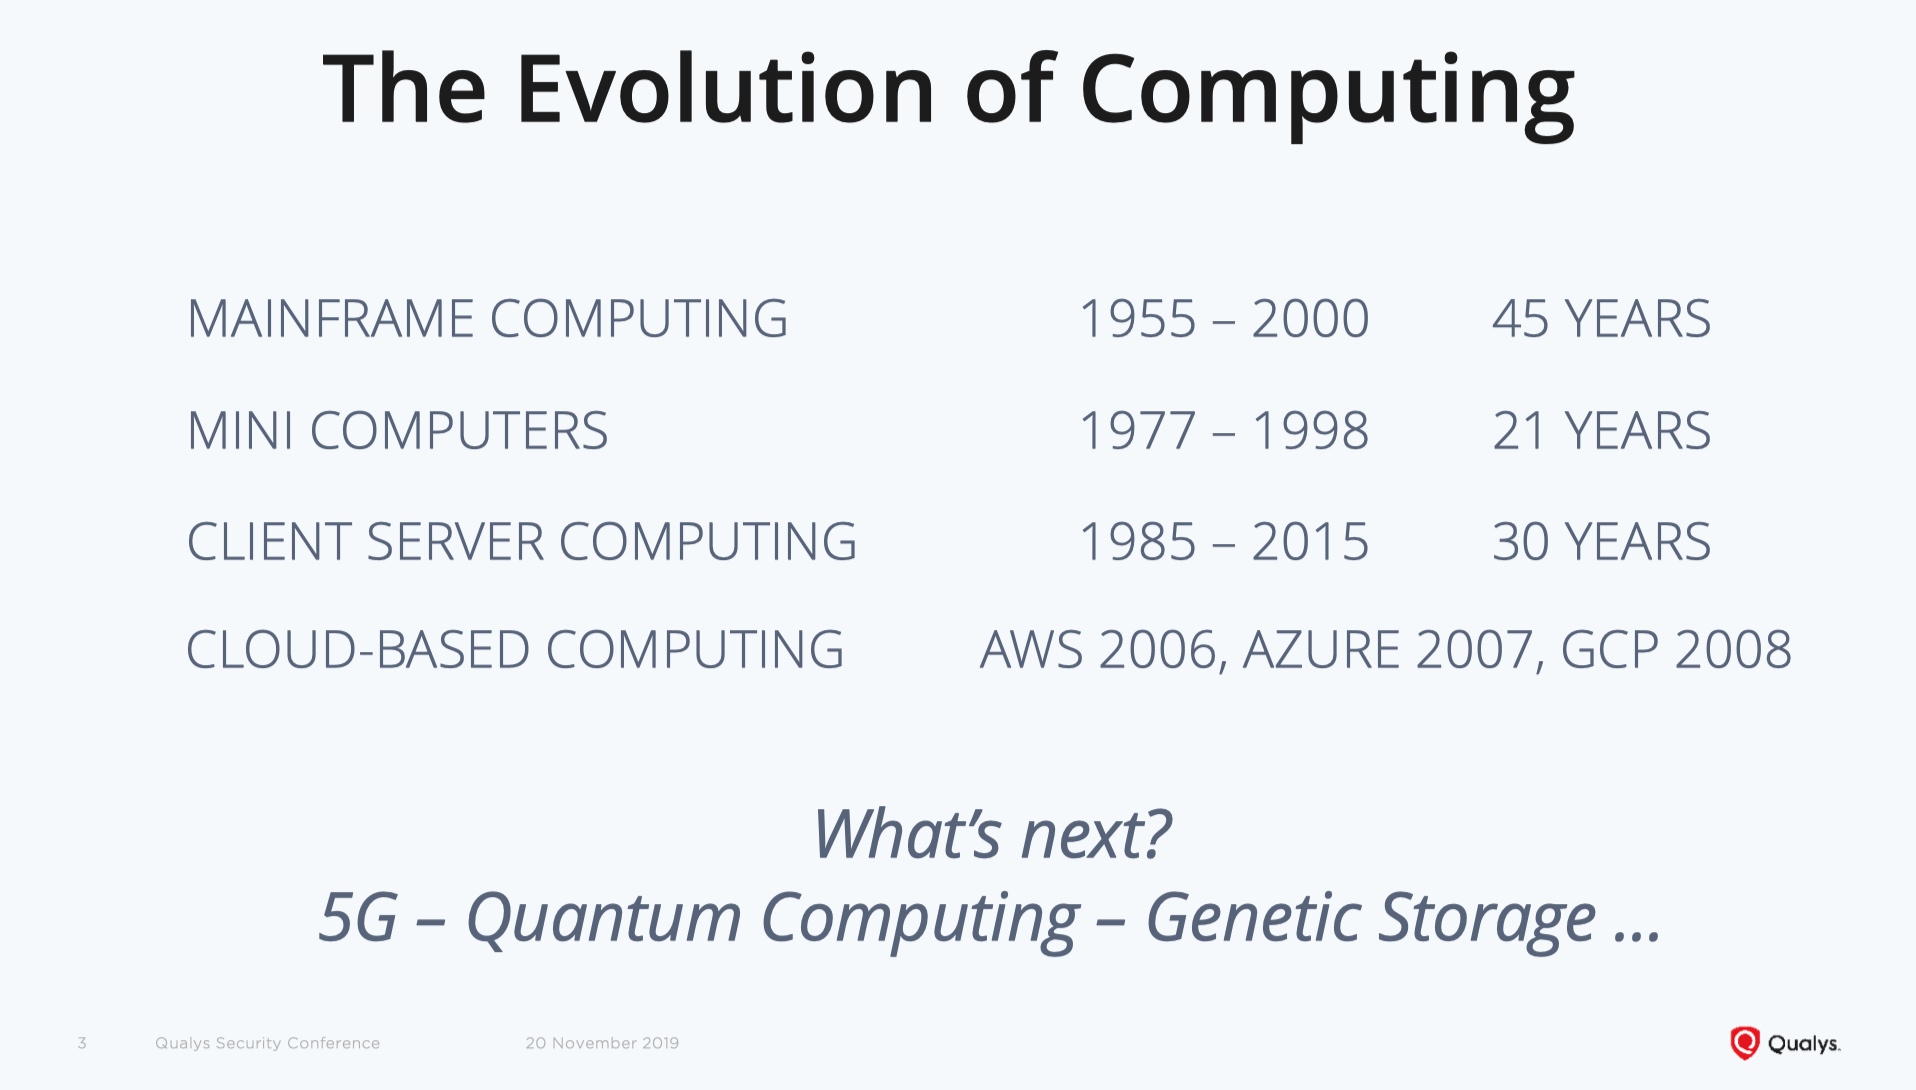 The Evolution of Computing
MAINFRAME COMPUTING 1955 – 2000 45 YEARS
MINI COMPUTERS 1977 – 1998 21 YEARS
CLIENT SERVER COMPUTING 1985 – 2015 30 YEARS
CLOUD-BASED COMPUTING AWS 2006, AZURE 2007, GCP 2008
What’s next?
5G – Quantum Computing – Genetic Storage ...
3 Qualys Security Conference 20 November 2019 Qualys.